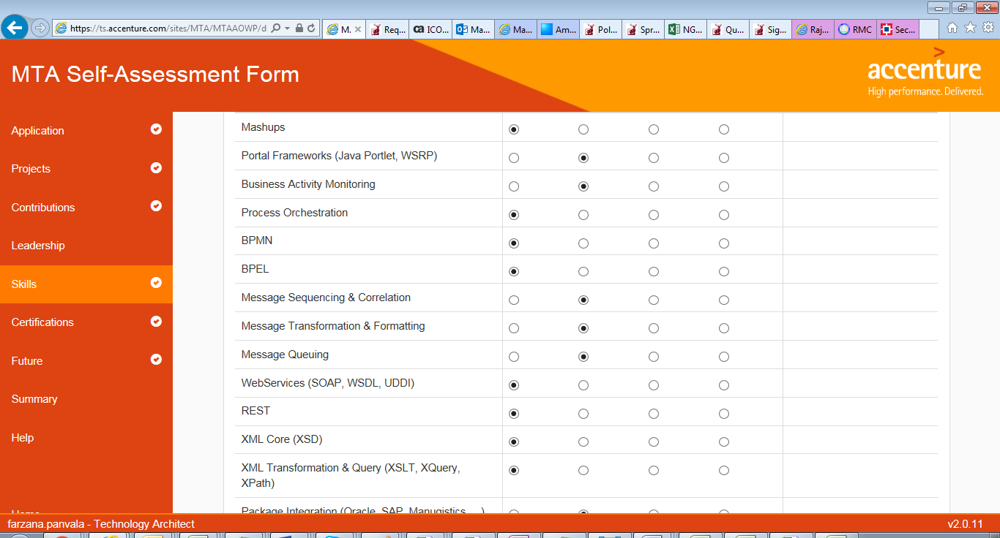 https://ts.accenture.com/sites/MTA/MTAAOWP/d
M.
Req...
ca ICO...
Ma...
Ma...
Am...
Pol...
Spr...
NG...
Qu...
Sig...
Raj...
RMC
Sec...
MTA Self-Assessment Form
>
accenture
High performance. Delivered.
Application
Projects
Contributions
Leadership
Skills
Certifications
Future
Summary
Help
Home
Mashups
Portal Frameworks (Java Portlet, WSRP)
Business Activity Monitoring
Process Orchestration
BPMN
BPEL
Message Sequencing & Correlation
Message Transformation & Formatting
Message Queuing
WebServices (SOAP, WSDL, UDDI)
REST
XML Core (XSD)
XML Transformation & Query (XSLT, XQuery,
XPath)
Package Integration (Oracle, SAP, Manugistics, ...)
farzana.panvala - Technology Architect
v2.0.11